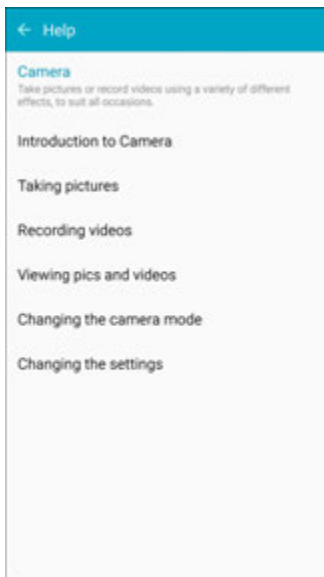 Help
Camera
Take pictures or record videos using a variety of different
effects, to suit all occasions.
Introduction to Camera
Taking pictures
Recording videos
Viewing pics and videos
Changing the camera mode
Changing the settings